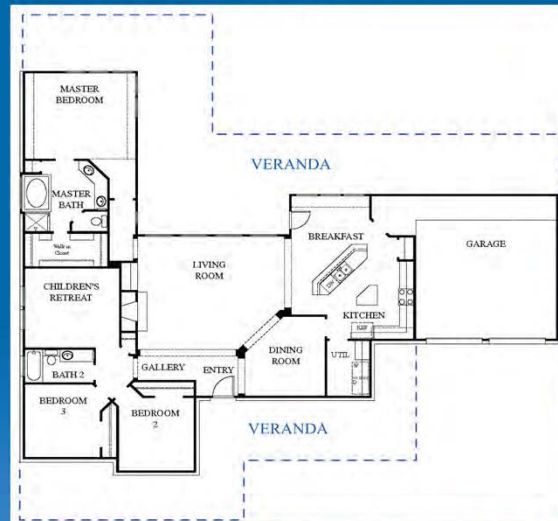 MASTER
BEDROOM
VERANDA
MASTER
BATH
BREAKFAST
GARAGE
Walk-in
Closet
LIVING
ROOM
CHILDREN'S
RETREAT
DW
KITCHEN
REF
DINING
ROOM
UTIL
BATH 2
GALLERY
ENTRY
BEDROOM
3
BEDROOM
2
VERANDA